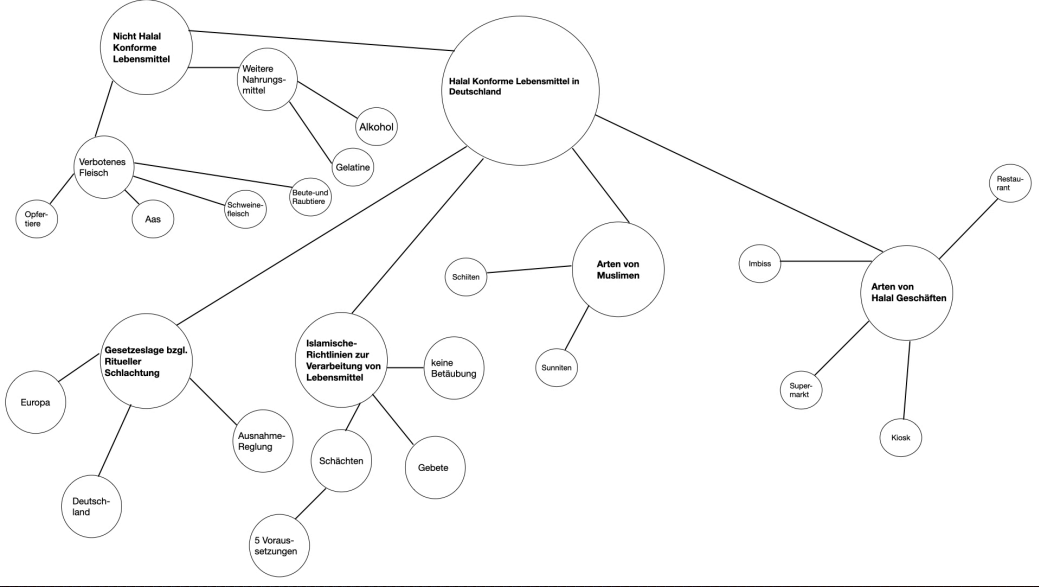 Nicht Halal
Konforme
Lebensmittel
Weitere
Nahrungs-
mittel
Alkohol
Gelatine
Verbotenes
Fleisch
Opfer-
tiere
Aas
Schweine-
fleisch
Beute-und
Raubtiere
Halal Konforme Lebensmittel in
Deutschland
Gesetzeslage bzgl.
Ritueller
Schlachtung
Europa
Deutsch-
land
Ausnahme-
Reglung
Islamische-
Richtlinien zur
Verarbeitung von
Lebensmittel
keine
Betäubung
Schächten
Gebete
5 Voraus-
setzungen
Arten von
Muslimen
Schiiten
Sunniten
Arten von
Halal Geschäften
Restau-
rant
Imbiss
Super-
markt
Kiosk